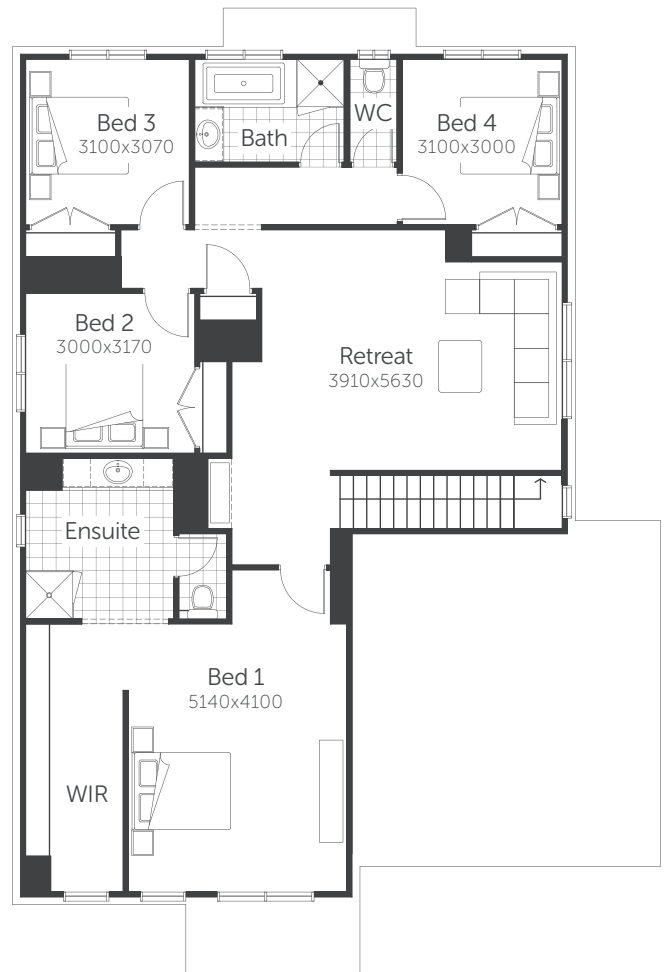 Bed 3
3100x3070
Bath
WC
Bed 4
3100x3000
Bed 2
3000x3170
Retreat
3910x5630
Ensuite
Bed 1
5140x4100
WIR